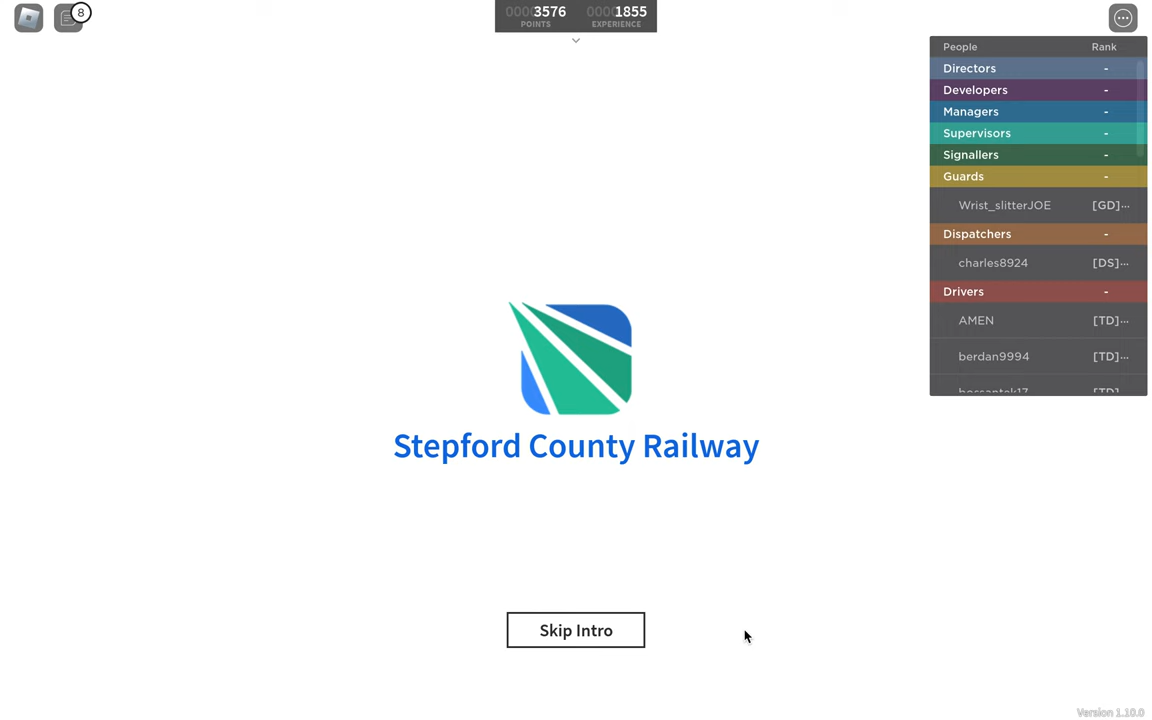 8
00003576 00001855
POINTS EXPERIENCE
People Rank
Directors -
Developers -
Managers -
Supervisors -
Signallers -
Guards -
Wrist_slitterJOE [GD]...
Dispatchers -
charles8924 [DS]...
Drivers -
AMEN [TD]...
berdan9994 [TD]...
Stepford County Railway
Skip Intro
Version 1.10.0